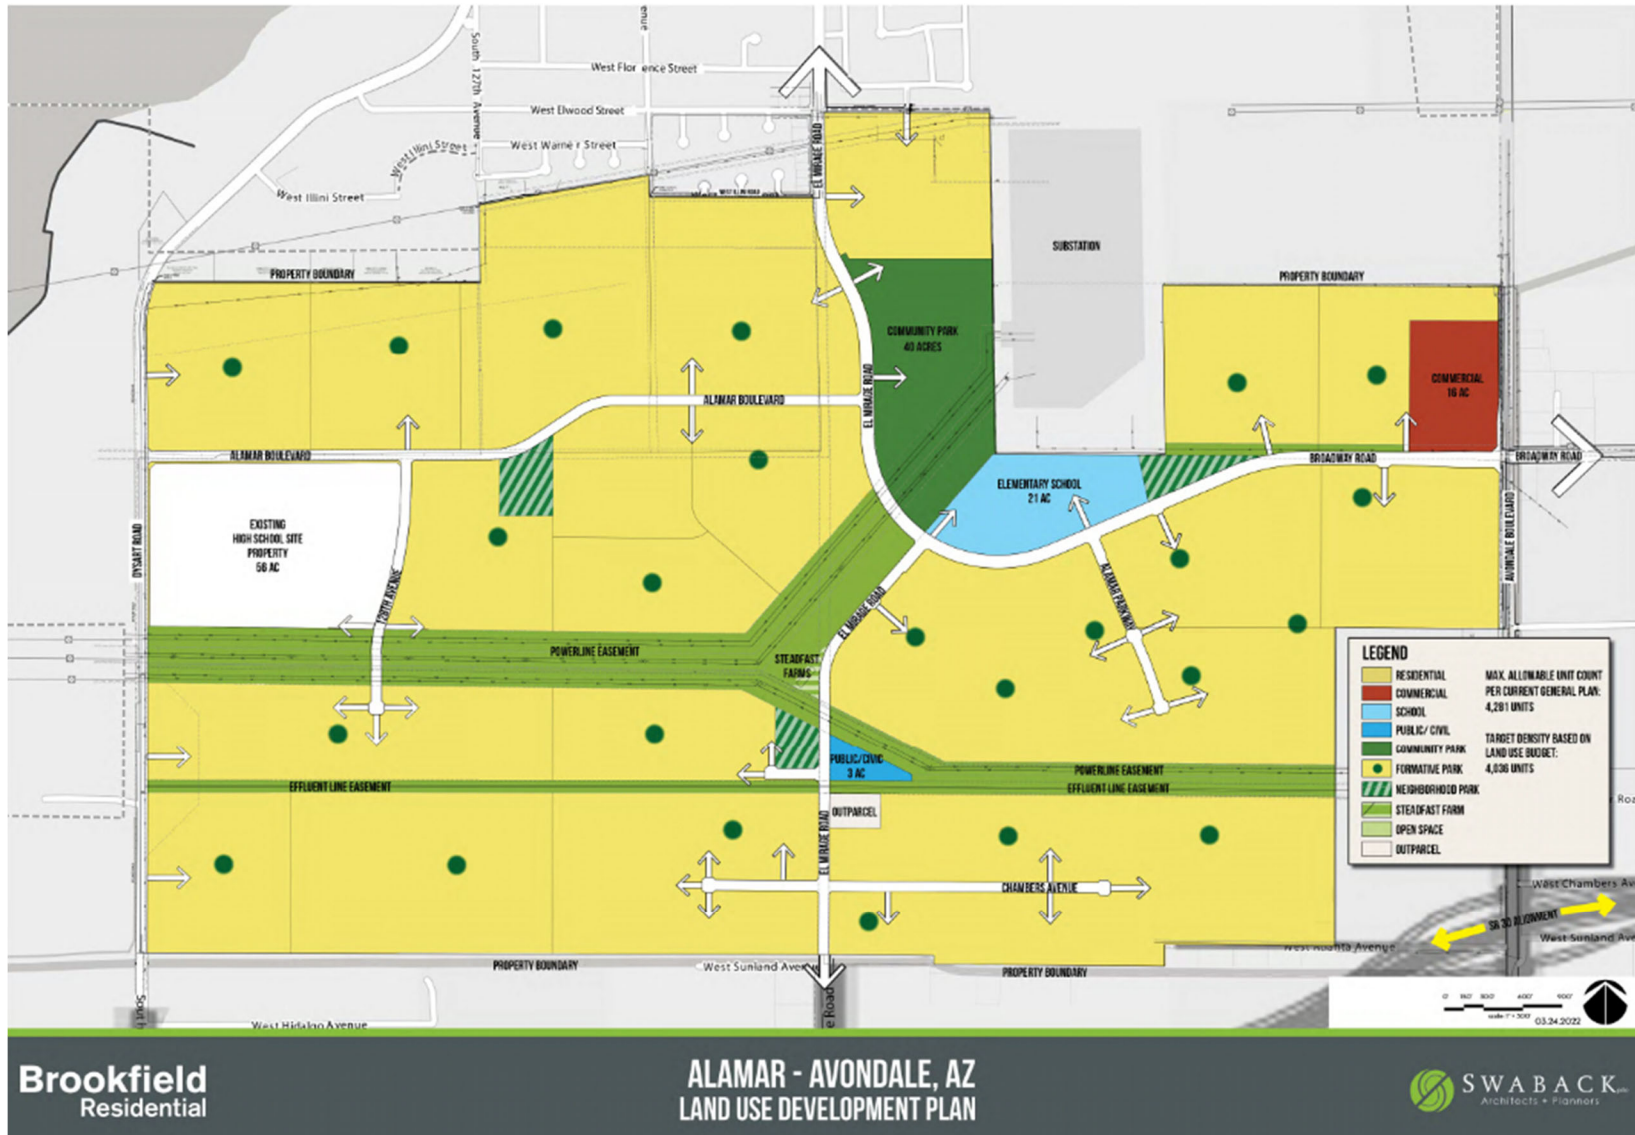 West Florence Street
South 127th Avenue
West Elwood Street
West Illini Street
West Warner Street
West Illini Street
EL MIRAGE ROAD
PROPERTY BOUNDARY
SUBSTATION
PROPERTY BOUNDARY
COMMUNITY PARK
40 ACRES
EL MIRAGE ROAD
COMMERCIAL
16 AC
ALAMAR BOULEVARD
ALAMAR BOULEVARD
BROADWAY ROAD
BROADWAY ROAD
ELEMENTARY SCHOOL
21 AC
EXISTING
HIGH SCHOOL SITE
PROPERTY
56 AC
DYSART ROAD
AVONDALE BOULEVARD
ALAMAR PARKWAY
EL MIRAGE ROAD
POWERLINE EASEMENT
STEADFAST
FARMS
PUBLIC/CIVIC
3 AC
POWERLINE EASEMENT
EFFLUENT LINE EASEMENT
EFFLUENT LINE EASEMENT
OUTPARCEL
EL MIRAGE ROAD
CHAMBERS AVENUE
LEGEND
RESIDENTIAL
COMMERCIAL
SCHOOL
PUBLIC/ CIVIL
COMMUNITY PARK
FORMATIVE PARK
NEIGHBORHOOD PARK
STEADFAST FARM
OPEN SPACE
OUTPARCEL
MAX. ALLOWABLE UNIT COUNT
PER CURRENT GENERAL PLAN:
4,281 UNITS
TARGET DENSITY BASED ON
LAND USE BUDGET:
4,036 UNITS
West Chambers Av
SR 30 ALIGNMENT
West Sunland Ave
PROPERTY BOUNDARY
West Sunland Aven
PROPERTY BOUNDARY
West Hidalgo Avenue
e Road
03.24.2022
Brookfield
Residential
ALAMAR - AVONDALE, AZ
LAND USE DEVELOPMENT PLAN
SWABACK
Architects + Planners